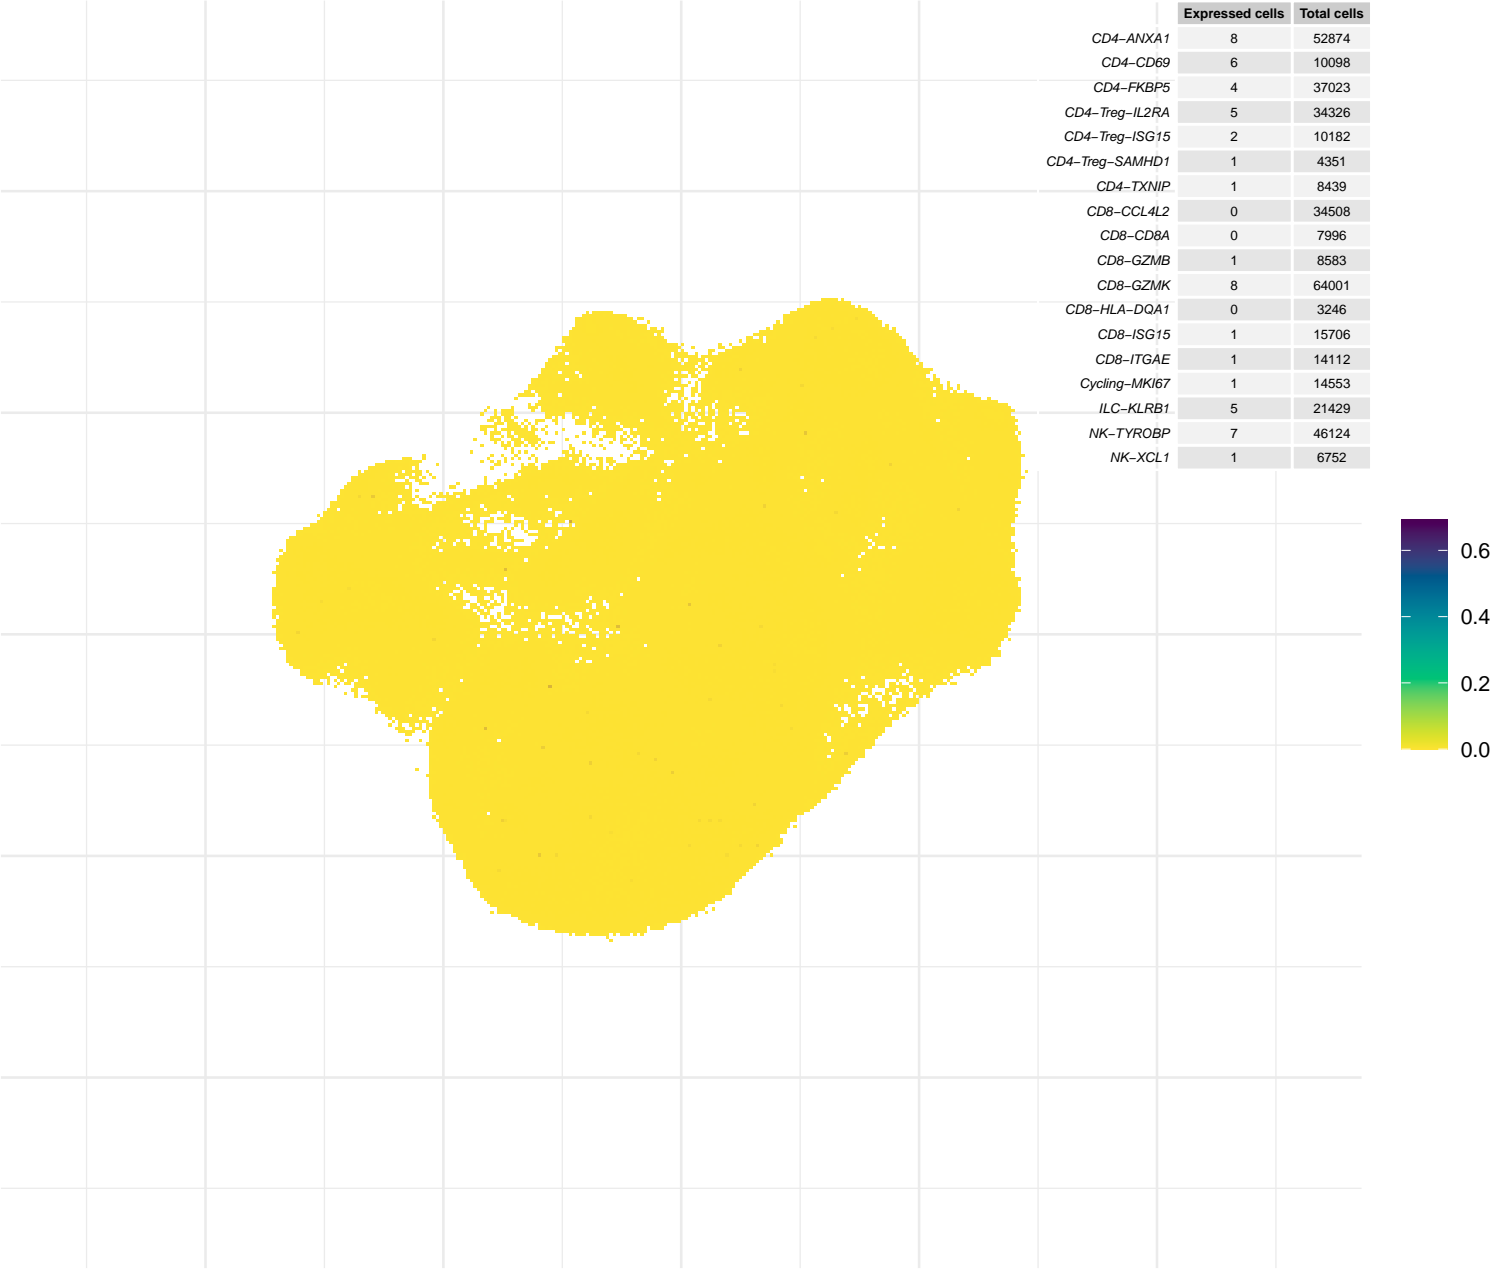 Expressed cells Total cells
CD4−ANXA1 8 52874
CD4−CD69 6 10098
CD4−FKBP5 4 37023
CD4−Treg−IL2RA 5 34326
CD4−Treg−ISG15 2 10182
CD4−Treg−SAMHD1 1 4351
CD4−TXNIP 1 8439
CD8−CCL4L2 0 34508
CD8−CD8A 0 7996
CD8−GZMB 1 8583
CD8−GZMK 8 64001
CD8−HLA−DQA1 0 3246
CD8−ISG15 1 15706
CD8−ITGAE 1 14112
Cycling−MKI67 1 14553
ILC−KLRB1 5 21429
NK−TYROBP 7 46124
NK−XCL1 1 6752
0.6
0.4
0.2
0.0